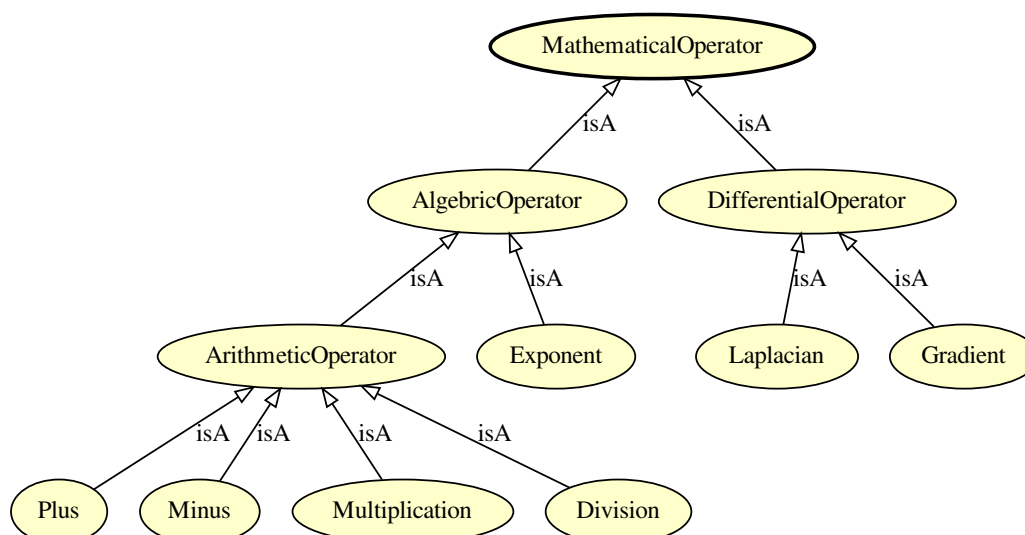 MathematicalOperator
isA
isA
AlgebricOperator
DifferentialOperator
isA
isA
isA
isA
ArithmeticOperator
Exponent
Laplacian
Gradient
isA
isA
isA
isA
Plus
Minus
Multiplication
Division